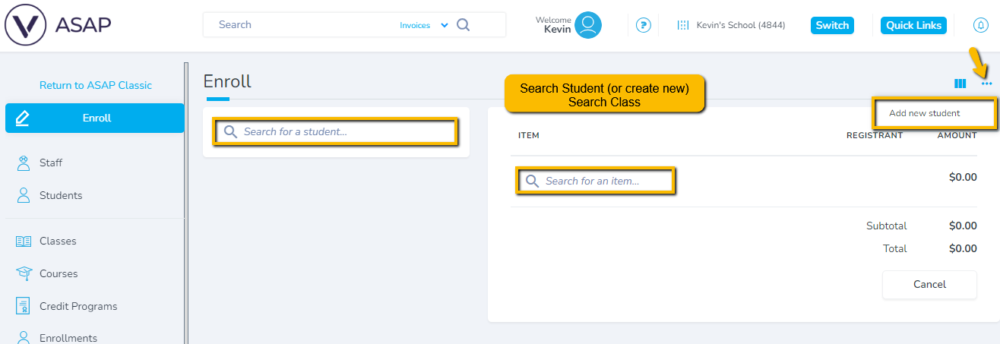 ASAP
Search
Invoices
Welcome
Kevin
?
Kevin's School (4844)
Switch
Quick Links
Return to ASAP Classic
Enroll
Staff
Students
Classes
Courses
Credit Programs
Enrollments
Enroll
Search Student (or create new)
Search Class
Add new student
Search for a student...
ITEM REGISTRANT AMOUNT
Search for an item...
$0.00
Subtotal $0.00
Total $0.00
Cancel